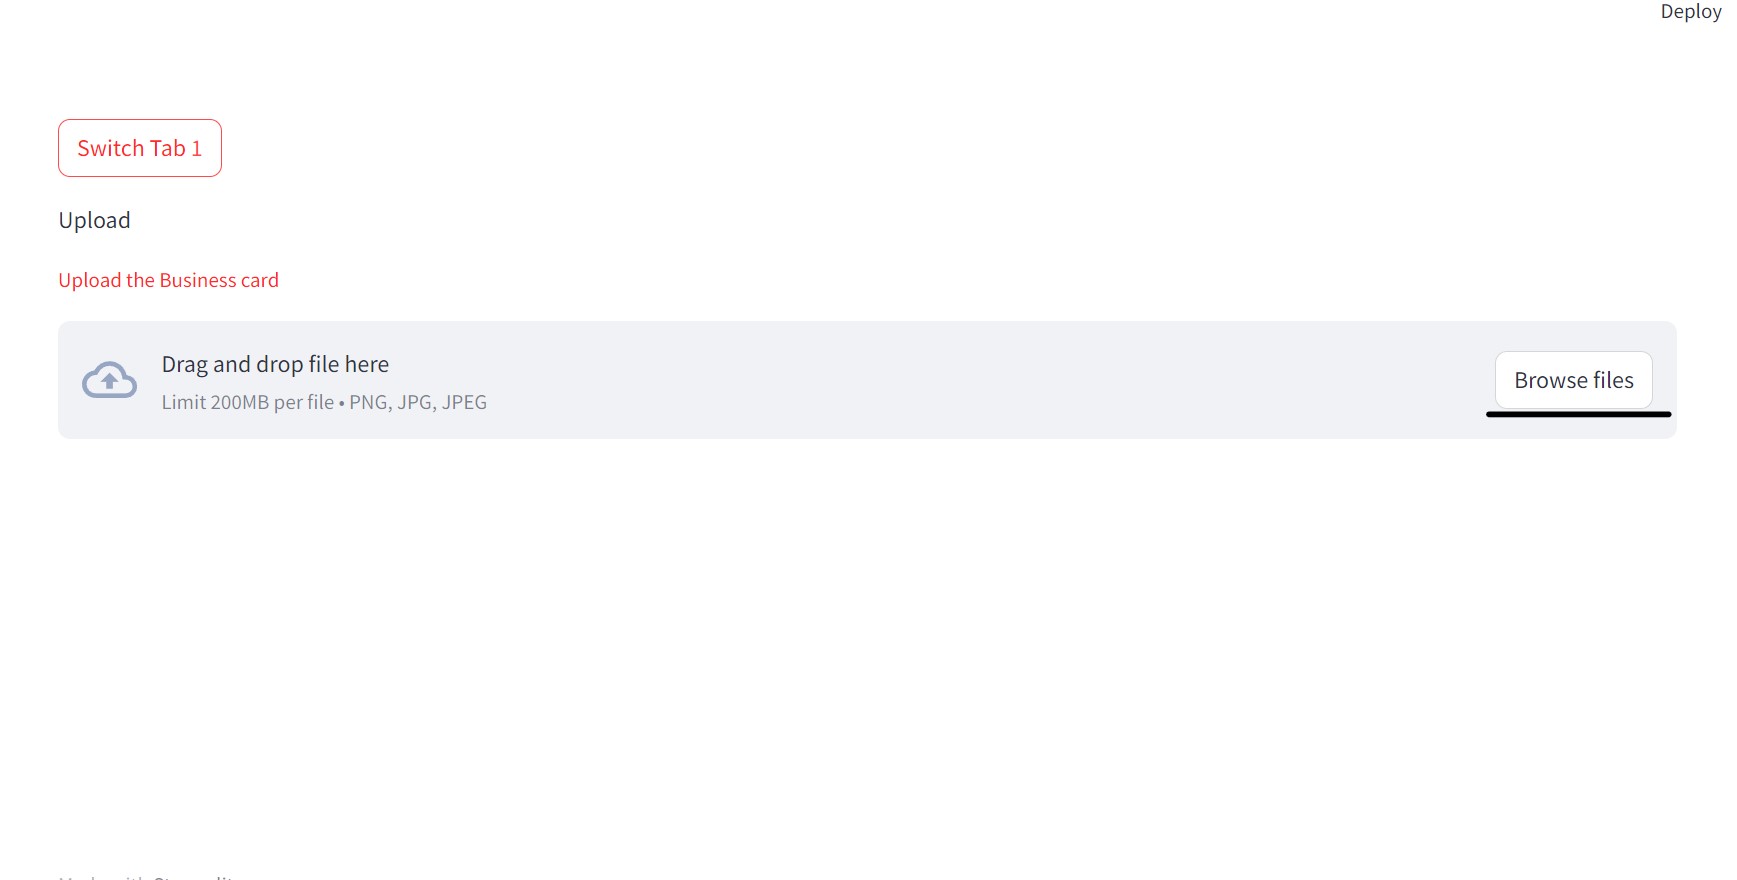 Deploy
Switch Tab 1
Upload
Upload the Business card
Drag and drop file here
Limit 200MB per file • PNG, JPG, JPEG
Browse files